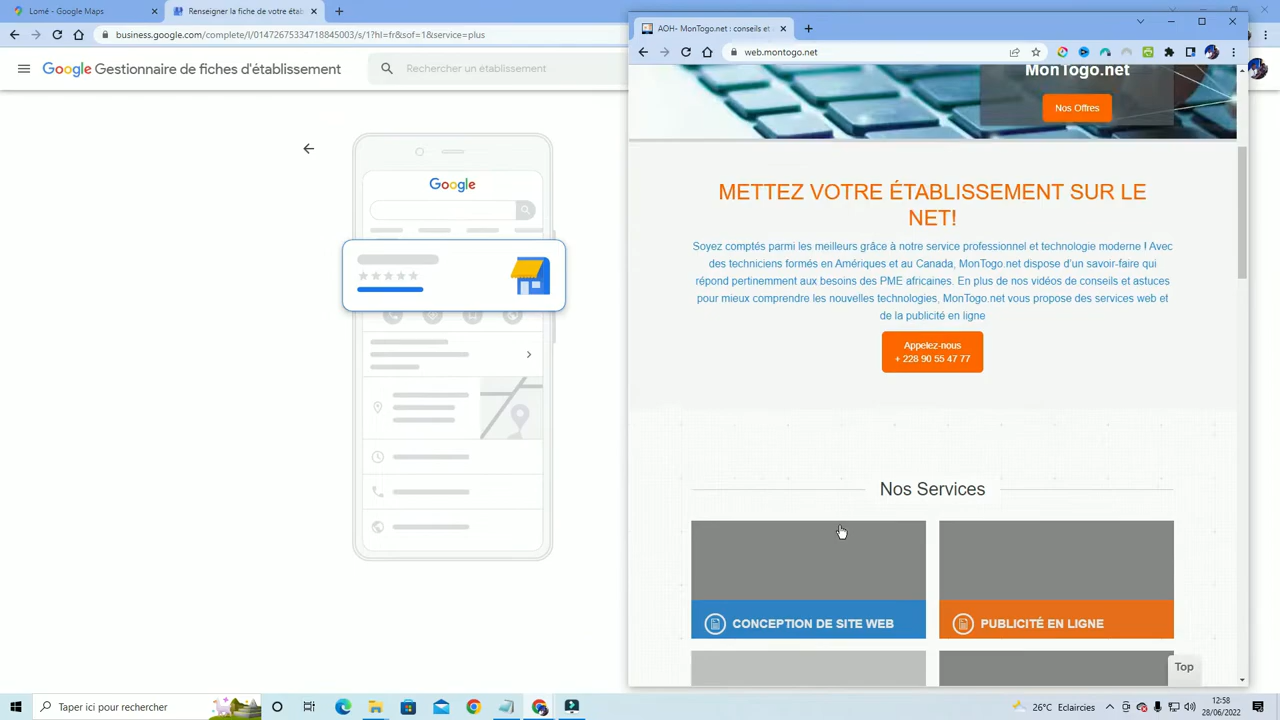 Lomé - Google Maps
Renseigner la fiche de votre étab
business.google.com/complete/l/01472675334718845003/s/1?hl=fr&sof=1&service=plus
Google Gestionnaire de fiches d'établissement
Rechercher un établissement
Google
AOH- MonTogo.net : conseils et
web.montogo.net
MonTogo.net
Nos Offres
METTEZ VOTRE ÉTABLISSEMENT SUR LE
NET!
Soyez comptés parmi les meilleurs grâce à notre service professionnel et technologie moderne ! Avec
des techniciens formés en Amériques et au Canada, MonTogo.net dispose d'un savoir-faire qui
répond pertinemment aux besoins des PME africaines. En plus de nos vidéos de conseils et astuces
pour mieux comprendre les nouvelles technologies, MonTogo.net vous propose des services web et
de la publicité en ligne
Appelez-nous
+ 228 90 55 47 77
Nos Services
CONCEPTION DE SITE WEB
PUBLICITÉ EN LIGNE
Top
Taper ici pour rechercher
26°C Eclaircies
12:58
28/06/2022